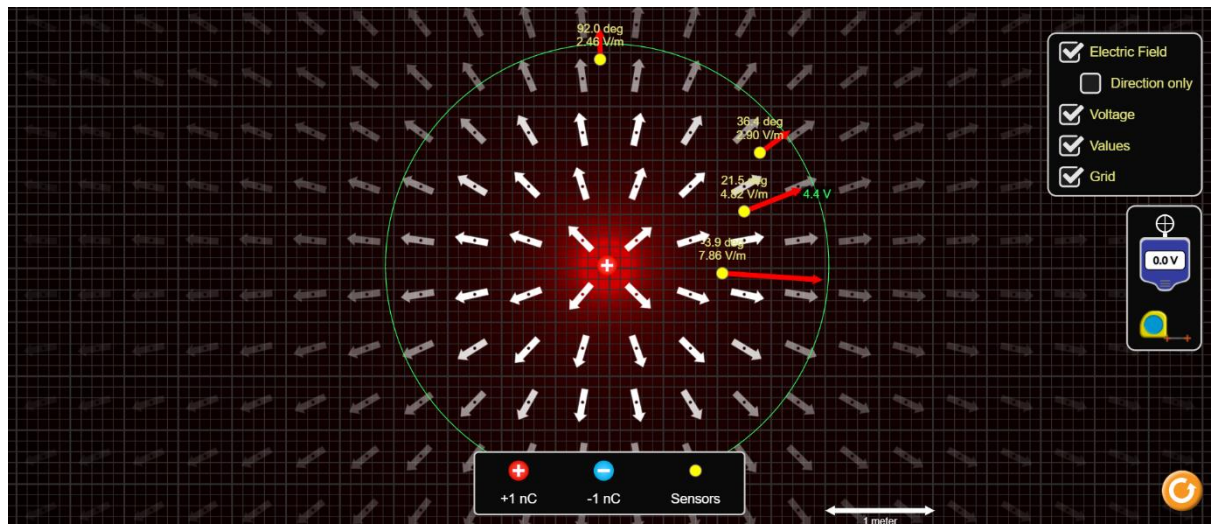 92.0 deg
2.46 V/m
Electric Field
Direction only
Voltage
Values
Grid
36.4 deg
2.90 V/m
21.5 deg
4.82 V/m
4.4 V
-3.9 deg
7.86 V/m
0.0 V
+1 nC
-1 nC
Sensors
1 meter